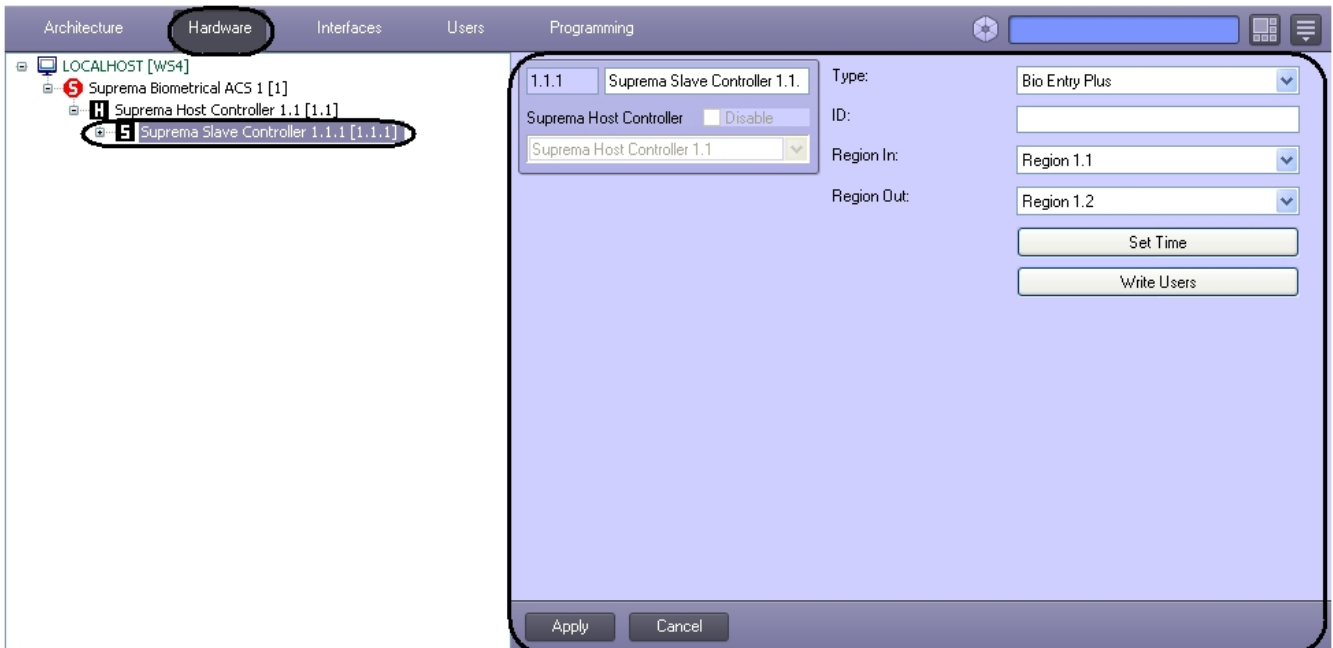 Architecture Hardware Interfaces Users Programming
LOCALHOST [WS4]
Suprema Biometrical ACS 1 [1]
H Suprema Host Controller 1.1 [1.1]
S Suprema Slave Controller 1.1.1 [1.1.1]
1.1.1 Suprema Slave Controller 1.1.
Suprema Host Controller Disable
Suprema Host Controller 1.1
Type: Bio Entry Plus
ID:
Region In: Region 1.1
Region Out: Region 1.2
Set Time
Write Users
Apply Cancel